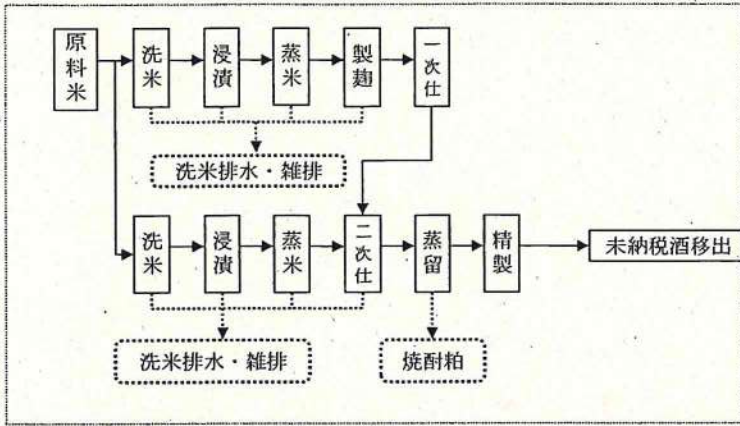 原料米
洗米
浸漬
蒸米
製麹
一次仕
洗米排水・雑排
洗米
浸漬
蒸米
二次仕
蒸留
精製
未納税酒移出
洗米排水・雑排
焼酎粕